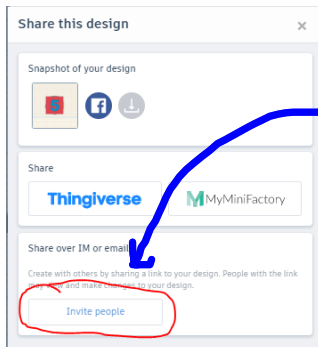 Share this design
×
Snapshot of your design
5
Share
Thingiverse
MyMiniFactory
Share over IM or email
Create with others by sharing a link to your design. People with the link
may view and make changes to your design.
Invite people